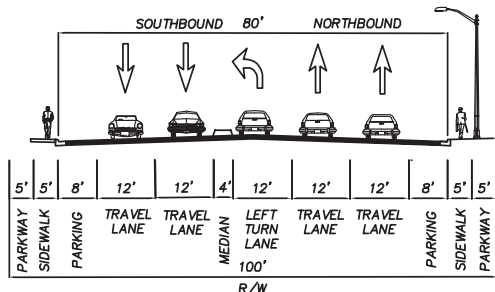 SOUTHBOUND 80' NORTHBOUND
5' 5' 8' 12' 12' 4' 12' 12' 12' 8' 5' 5'
PARKWAY
SIDEWALK
PARKING
TRAVEL
LANE
TRAVEL
LANE
MEDIAN
LEFT
TURN
LANE
TRAVEL
LANE
TRAVEL
LANE
PARKING
SIDEWALK
PARKWAY
100'
R/W